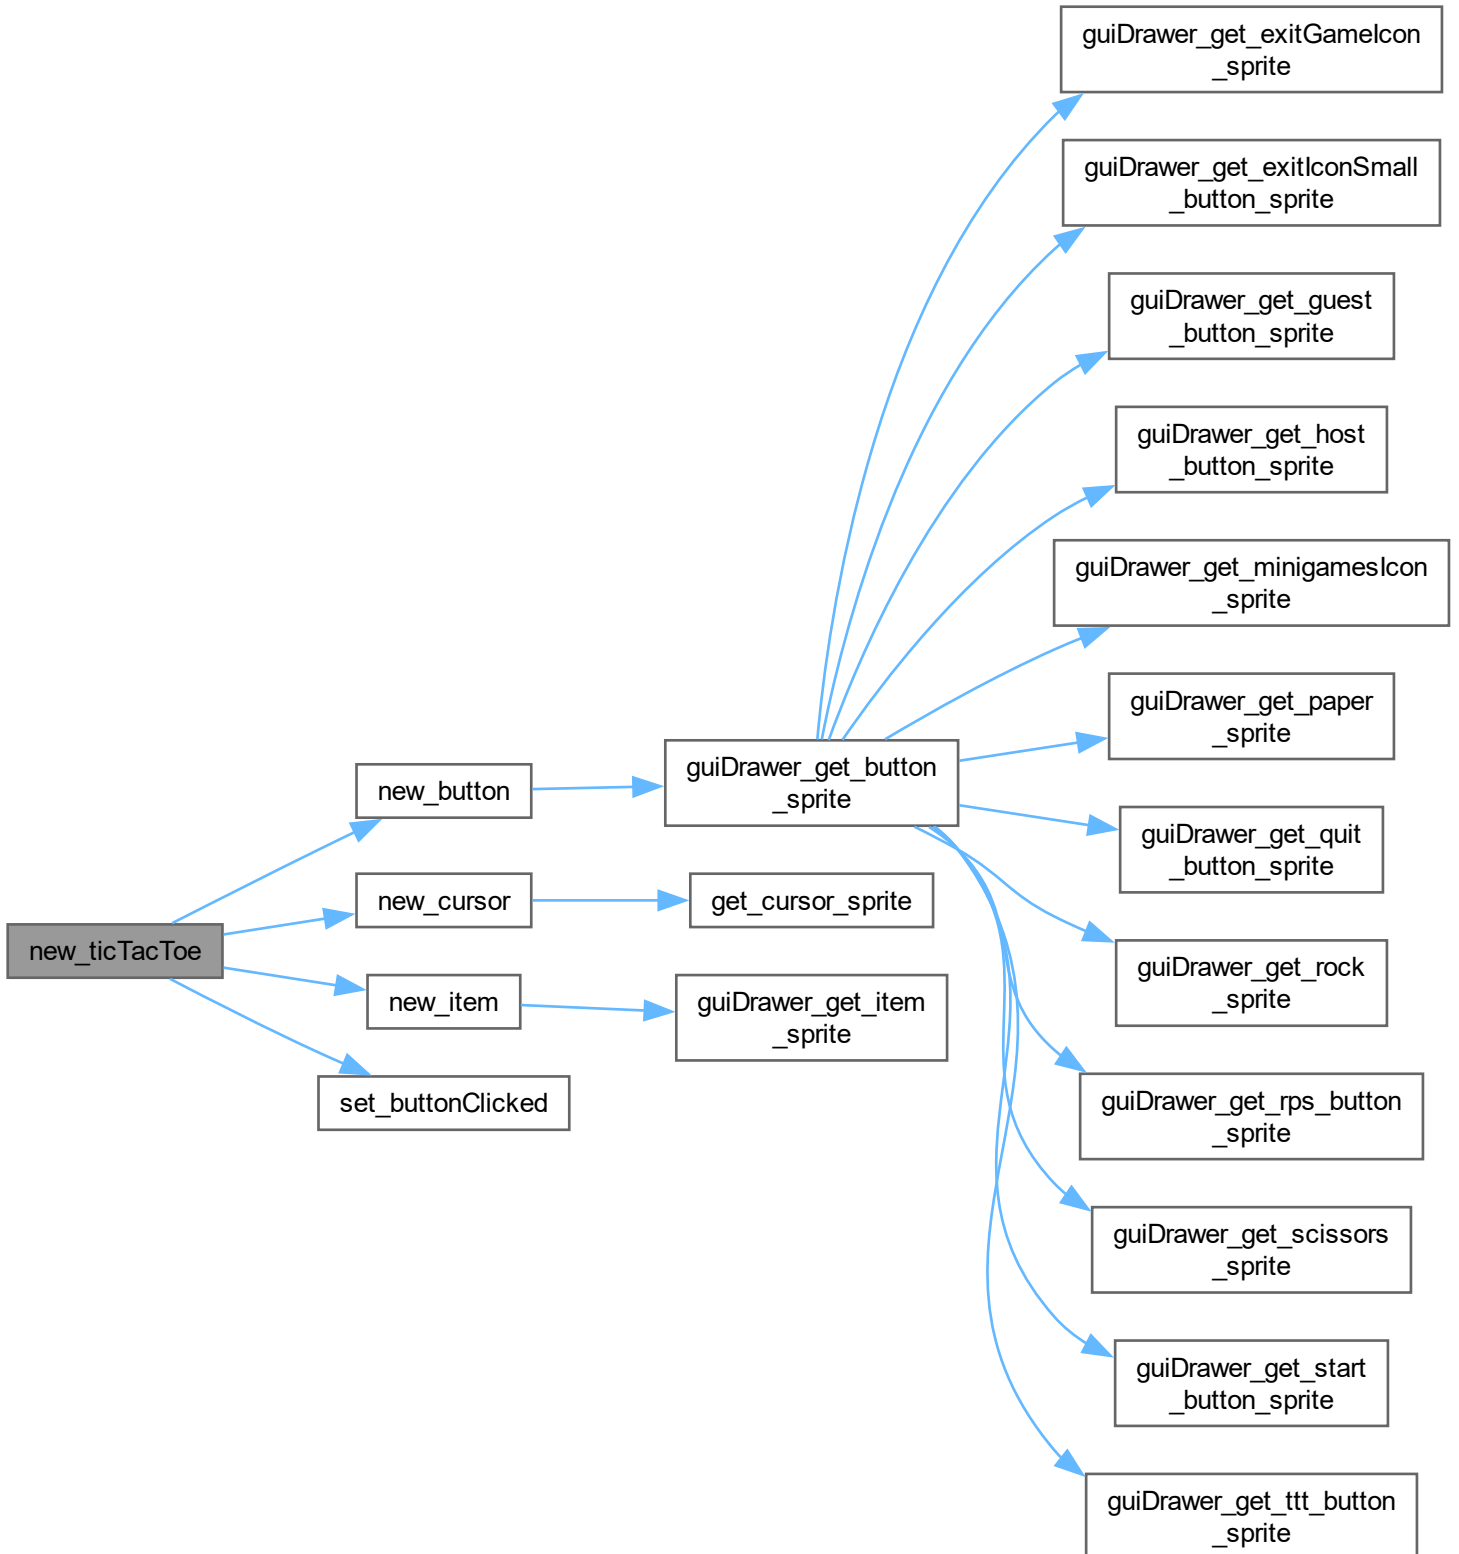 new_ticTacToe
new_button
new_cursor
new_item
set_buttonClicked
guiDrawer_get_button
_sprite
get_cursor_sprite
guiDrawer_get_item
_sprite
guiDrawer_get_exitGameIcon
_sprite
guiDrawer_get_exitIconSmall
_button_sprite
guiDrawer_get_guest
_button_sprite
guiDrawer_get_host
_button_sprite
guiDrawer_get_minigamesIcon
_sprite
guiDrawer_get_paper
_sprite
guiDrawer_get_quit
_button_sprite
guiDrawer_get_rock
_sprite
guiDrawer_get_rps_button
_sprite
guiDrawer_get_scissors
_sprite
guiDrawer_get_start
_button_sprite
guiDrawer_get_ttt_button
_sprite